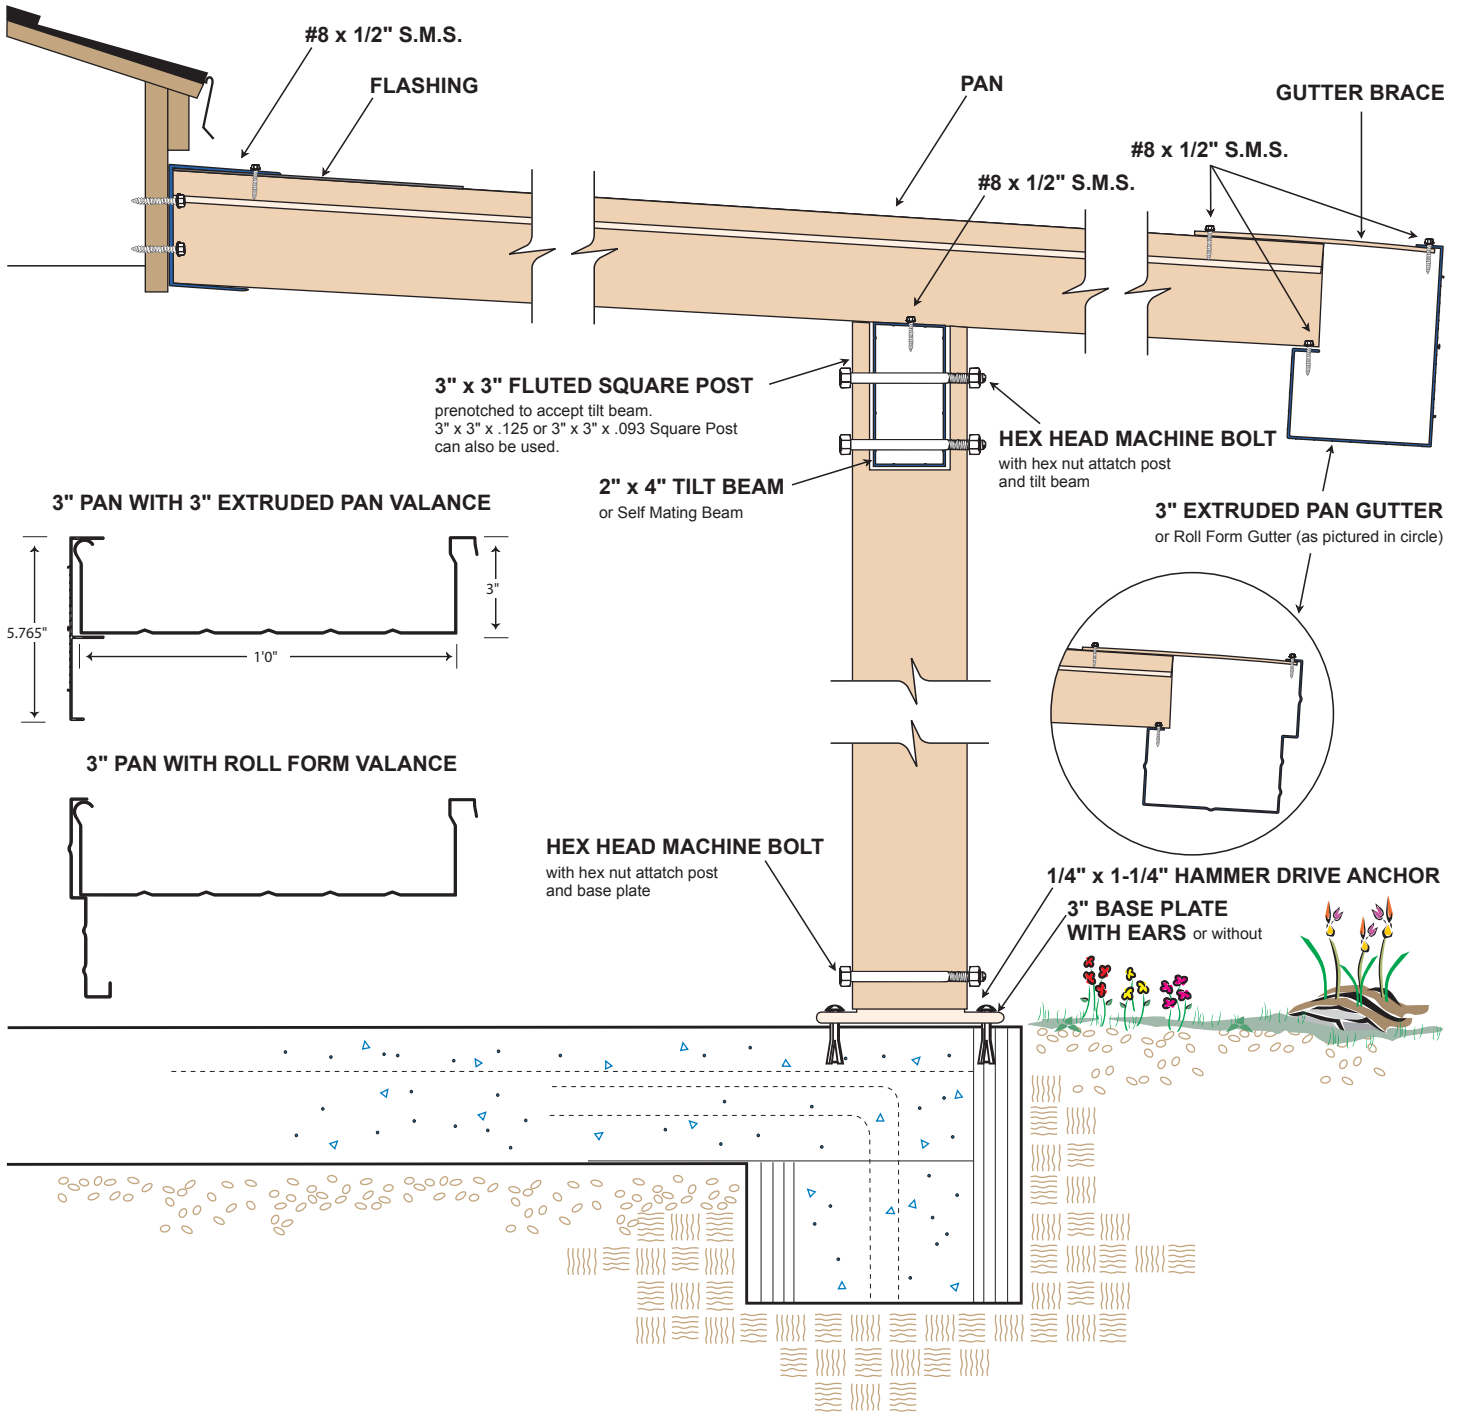 #8 x 1/2" S.M.S.
FLASHING
PAN
GUTTER BRACE
#8 x 1/2" S.M.S.
#8 x 1/2" S.M.S.
3" x 3" FLUTED SQUARE POST
prenotched to accept tilt beam.
3" x 3" x .125 or 3" x 3" x .093 Square Post
can also be used.
HEX HEAD MACHINE BOLT
with hex nut attatch post
and tilt beam
2" x 4" TILT BEAM
or Self Mating Beam
3" EXTRUDED PAN GUTTER
or Roll Form Gutter (as pictured in circle)
3" PAN WITH 3" EXTRUDED PAN VALANCE
3"
5.765"
1'0"
3" PAN WITH ROLL FORM VALANCE
HEX HEAD MACHINE BOLT
with hex nut attatch post
and base plate
1/4" x 1-1/4" HAMMER DRIVE ANCHOR
3" BASE PLATE
WITH EARS or without